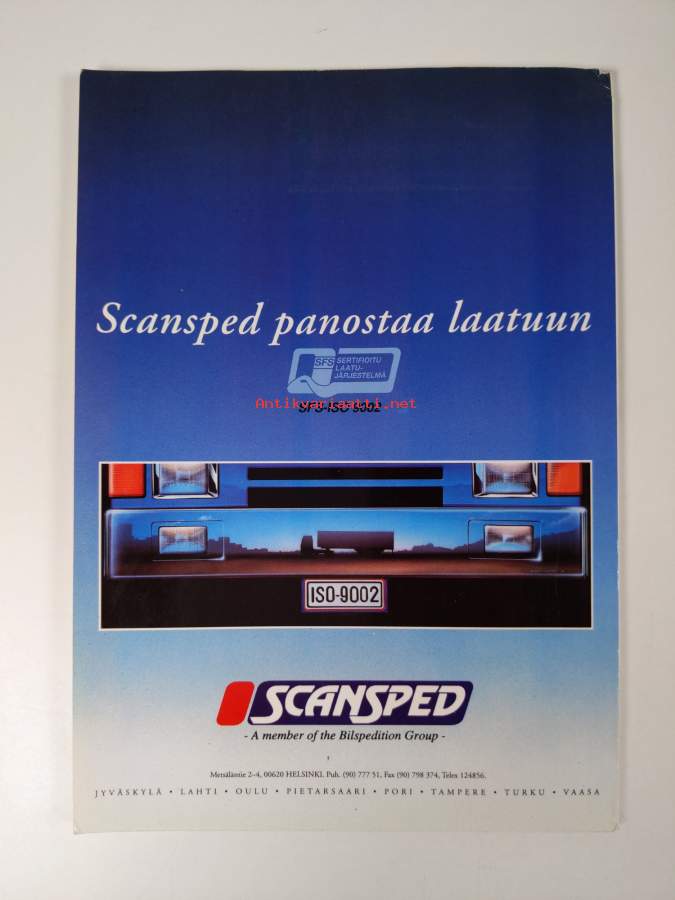 Scansped panostaa laatuun
SFS SERTIFIOITU
LAATU-
JÄRJESTELMÄ
Antikvariaatti.net
SFS-ISO 9002
ISO-9002
SCANSPED
- A member of the Bilspedition Group -
Metsälantie 2–4, 00620 HELSINKI. Puh. (90) 777 51, Fax (90) 798 374, Telex 124856.
JYVÄSKYLÄ • LAHTI • OULU • PIETARSAARI • PORI • TAMPERE • TURKU • VAASA